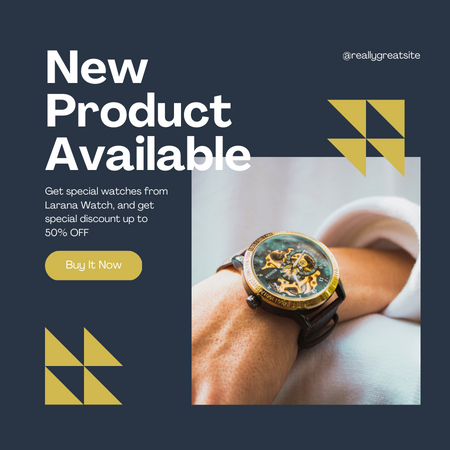 @reallygreatsite
New
Product
Available
Get special watches from
Larana Watch, and get
special discount up to
50% OFF
Buy It Now